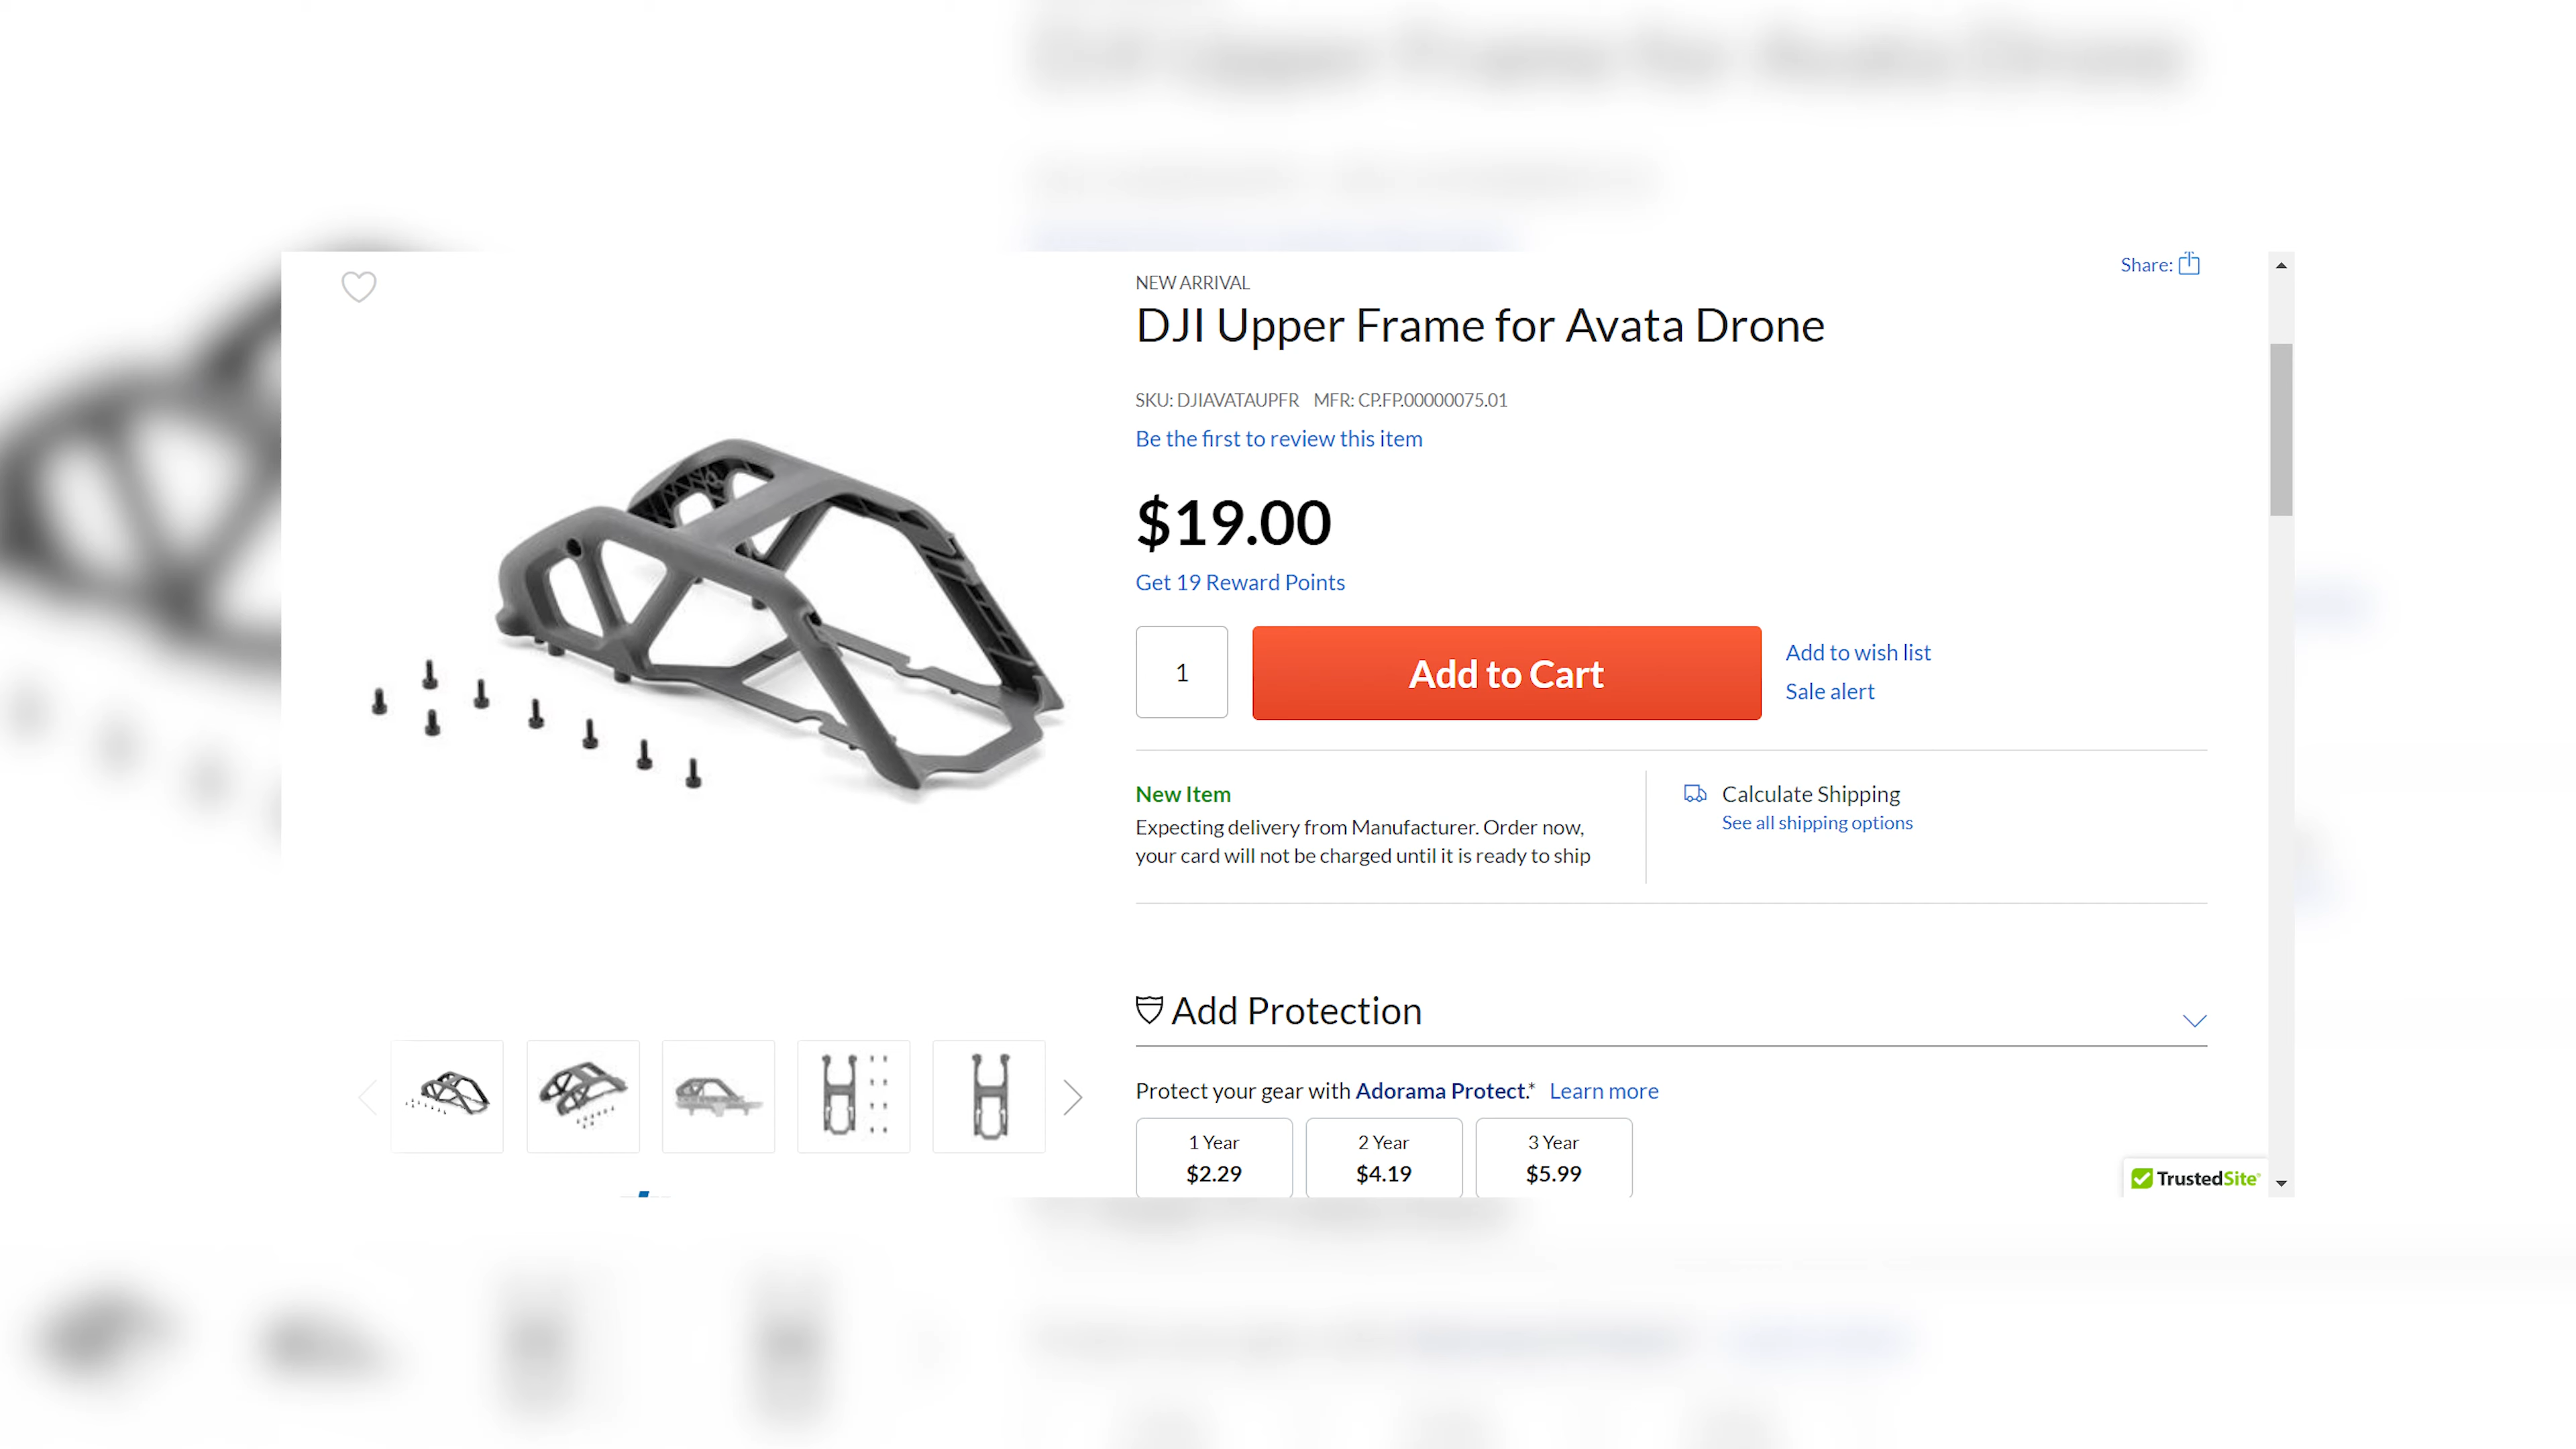 Share:
NEW ARRIVAL
DJI Upper Frame for Avata Drone
SKU: DJIAVATAUPFR MFR: CP.FP.00000075.01
Be the first to review this item
$19.00
Get 19 Reward Points
1
Add to Cart
Add to wish list
Sale alert
New Item
Expecting delivery from Manufacturer. Order now,
your card will not be charged until it is ready to ship
Calculate Shipping
See all shipping options
Add Protection
Protect your gear with Adorama Protect.* Learn more
1 Year
$2.29
2 Year
$4.19
3 Year
$5.99
TrustedSite